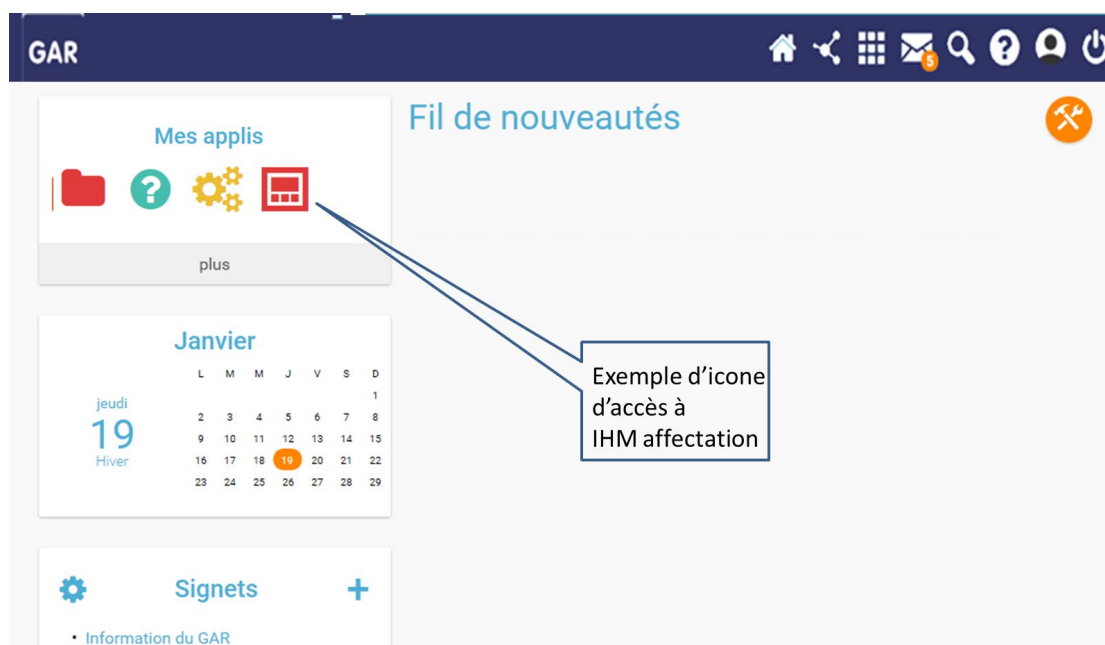 GAR
5
Mes applis
plus
Fil de nouveautés
Exemple d'icone
d'accès à
IHM affectation
Janvier
jeudi
19
Hiver
L M M J V S D
1
2 3 4 5 6 7 8
9 10 11 12 13 14 15
16 17 18 19 20 21 22
23 24 25 26 27 28 29
Signets
• Information du GAR